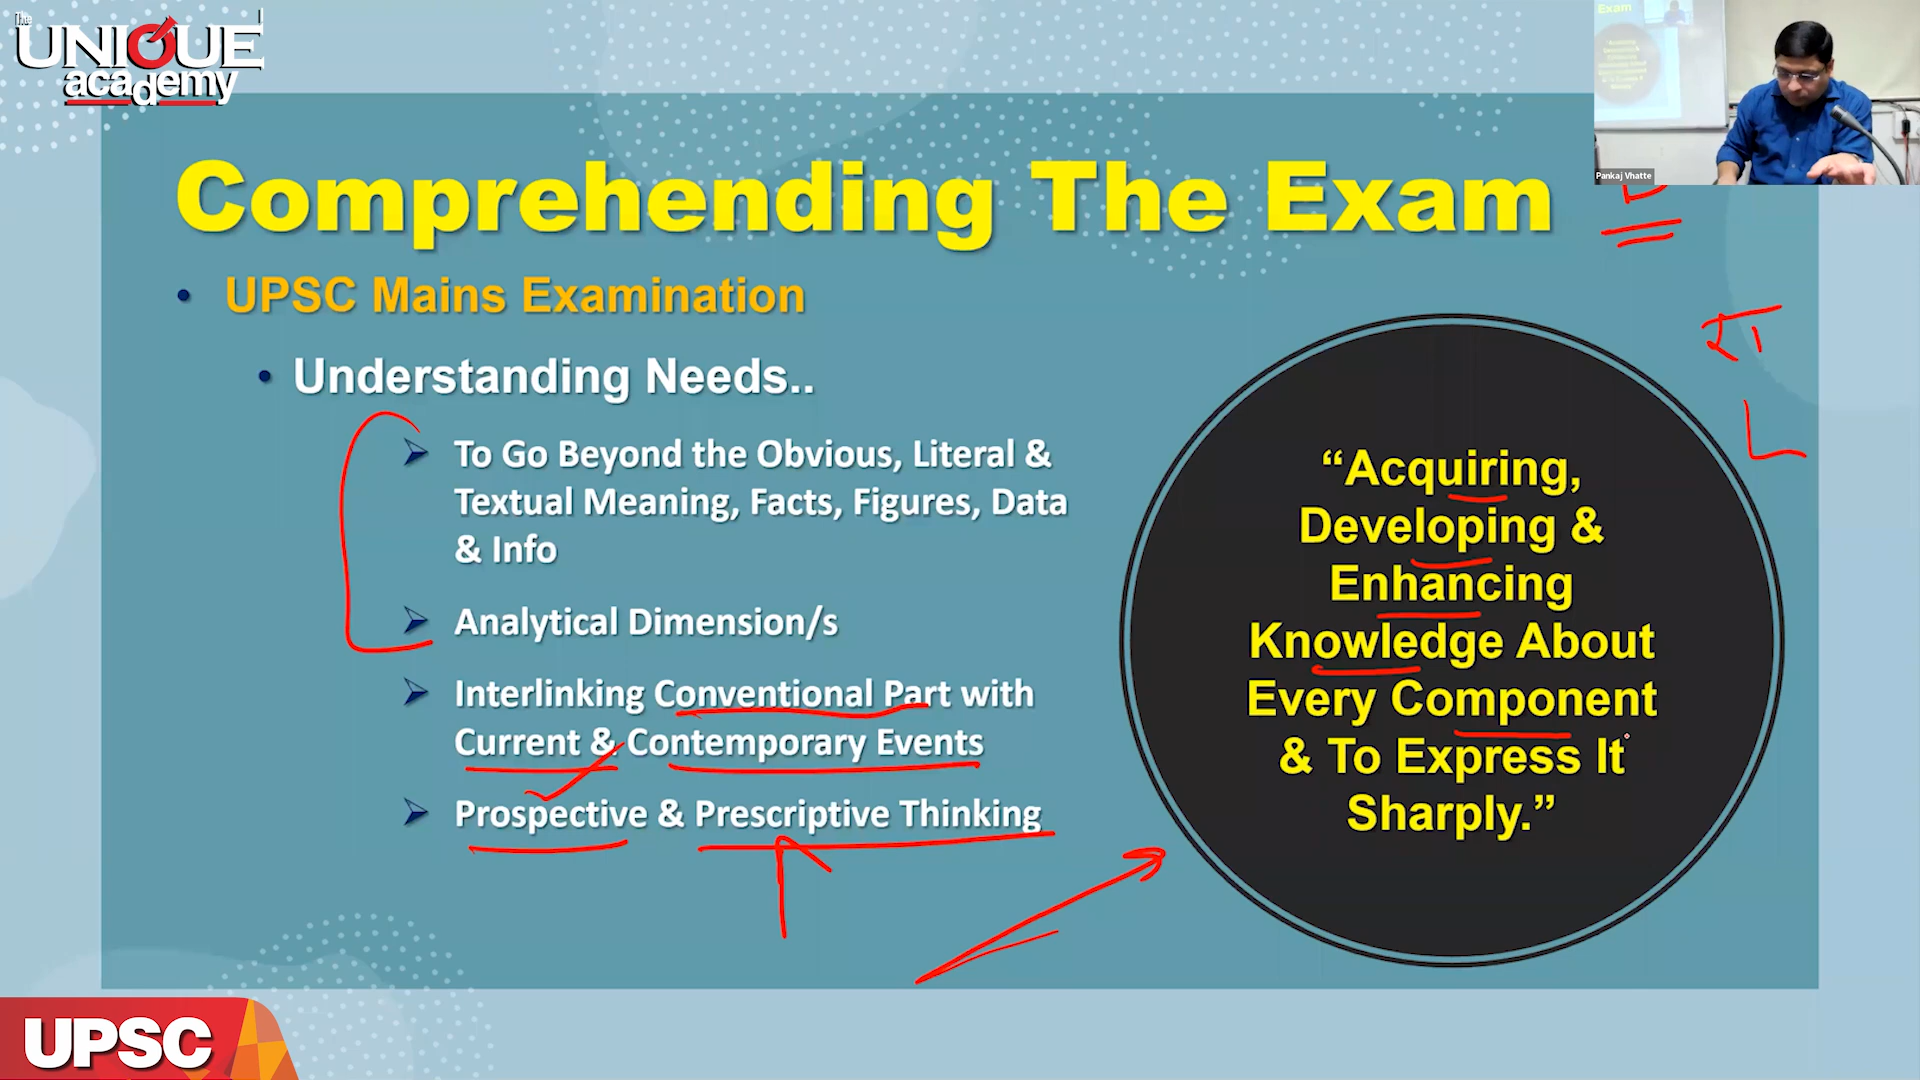 The
UNIQUE
academy
Exam
Pankaj Vhatte
Comprehending The Exam
• UPSC Mains Examination
• Understanding Needs..
To Go Beyond the Obvious, Literal &
Textual Meaning, Facts, Figures, Data
& Info
Analytical Dimension/s
Interlinking Conventional Part with
Current & Contemporary Events
Prospective & Prescriptive Thinking
“Acquiring,
Developing &
Enhancing
Knowledge About
Every Component
& To Express It
Sharply.”
UPSC